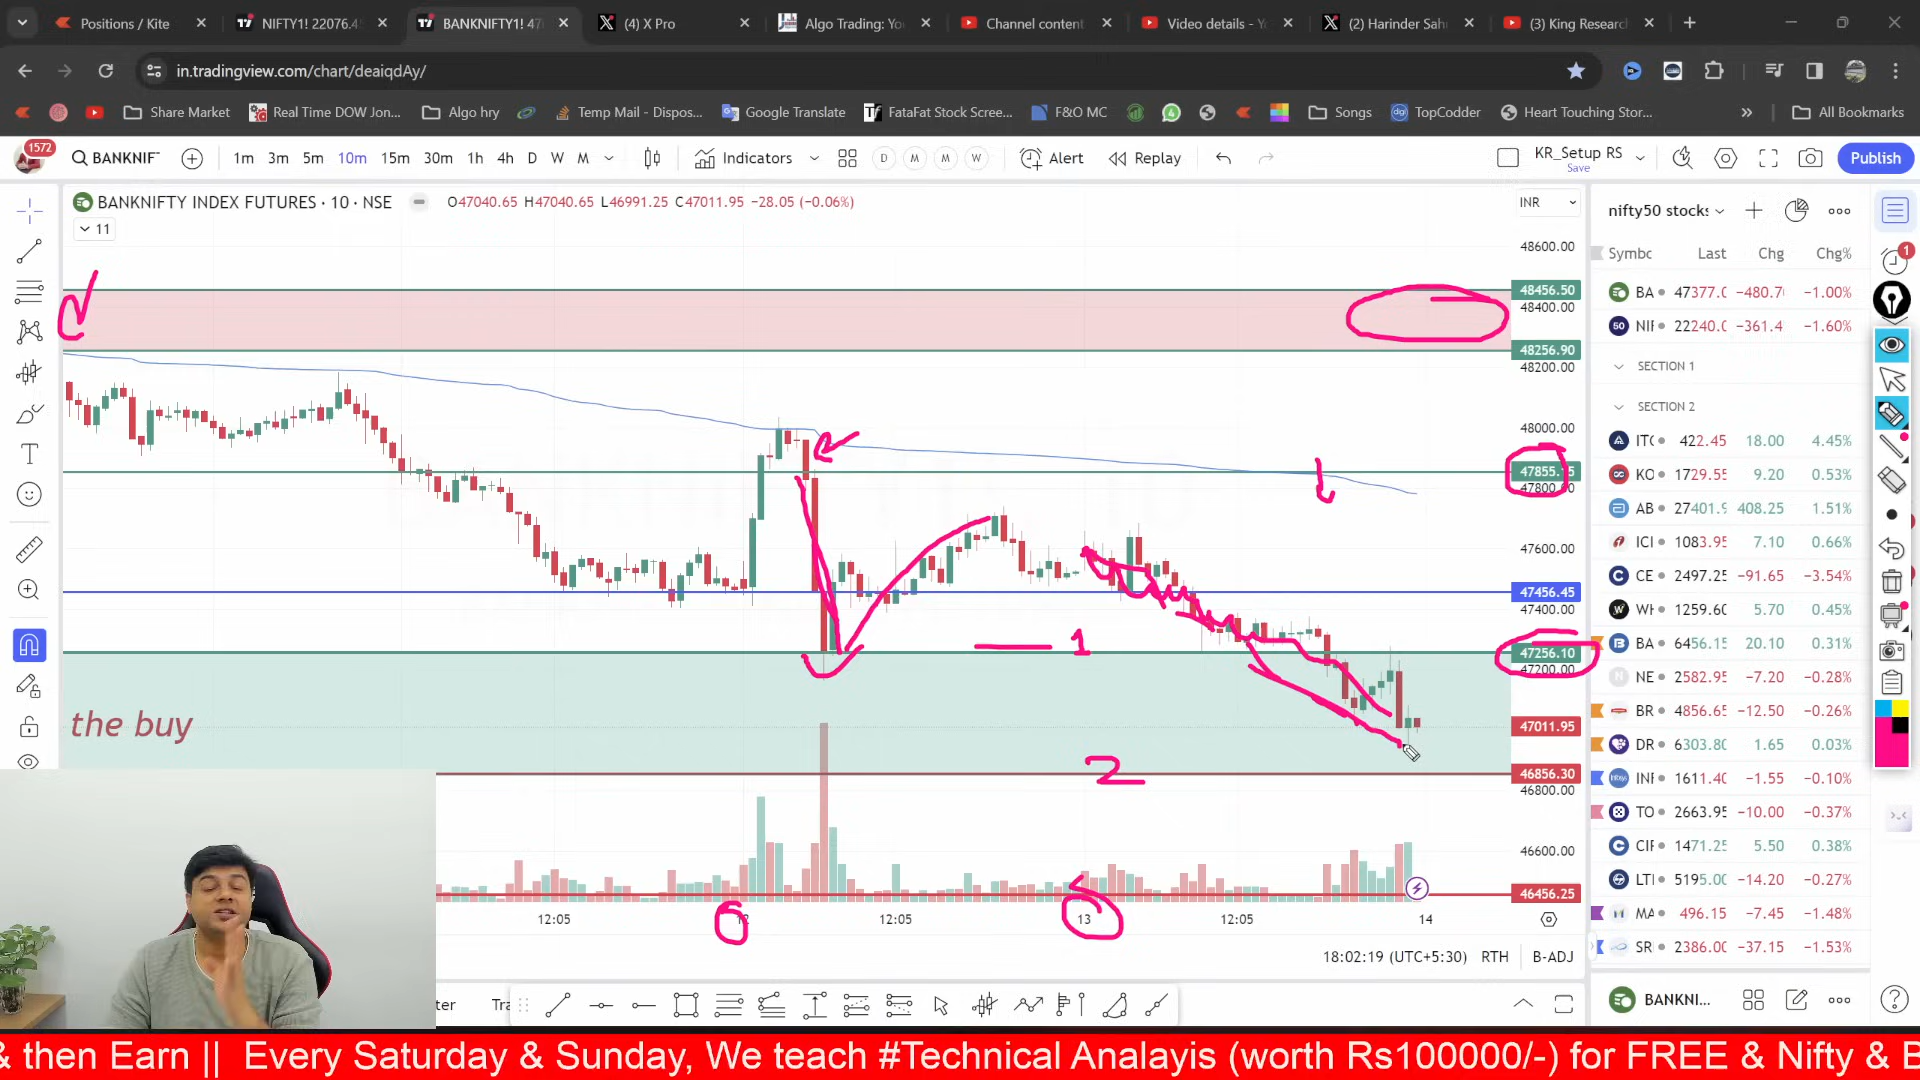 Positions / Kite
NIFTY1! 22076.4
BANKNIFTY1! 47
(4) X Pro
Algo Trading: Yo
Channel content
Video details - Y
(2) Harinder Sah
(3) King Researc
in.tradingview.com/chart/deaiqdAy/
Share Market
Real Time DOW Jon...
Algo hry
Temp Mail - Dispos...
Google Translate
FataFat Stock Scree...
F&O MC
Songs
TopCodder
Heart Touching Stor...
All Bookmarks
1572
BANKNIF
1m 3m 5m 10m 15m 30m 1h 4h D W M
Indicators
D M M W
Alert
Replay
KR_Setup RS
Save
Publish
BANKNIFTY INDEX FUTURES · 10 · NSE
O47040.65 H47040.65 L46991.25 C47011.95 −28.05 (−0.06%)
11
INR
48600.00
48456.50
48400.00
48256.90
48200.00
48000.00
47855.
47800.00
47600.00
47456.45
47400.00
47256.10
47200.00
47011.95
46856.30
46800.00
46600.00
46456.25
1
2
the buy
12:05
12:05
13
12:05
14
18:02:19 (UTC+5:30) RTH B-ADJ
nifty50 stocks
Symbc Last Chg Chg%
BA 47377.0 −480.7 −1.00%
NIF 22240.0 −361.4 −1.60%
SECTION 1
SECTION 2
ITC 422.45 18.00 4.45%
KO 1729.55 9.20 0.53%
AB 27401.9 408.25 1.51%
ICI 1083.95 7.10 0.66%
CE 2497.25 −91.65 −3.54%
WH 1259.60 5.70 0.45%
BA 6456.15 20.10 0.31%
NE 2582.95 −7.20 −0.28%
BR 4856.65 −12.50 −0.26%
DR 6303.80 1.65 0.03%
INF 1611.40 −1.55 −0.10%
TO 2663.95 −10.00 −0.37%
CIF 1471.25 5.50 0.38%
LTI 5195.00 −14.20 −0.27%
MA 496.15 −7.45 −1.48%
SR 2386.00 −37.15 −1.53%
BANKNI...
ter
Tra
& then Earn || Every Saturday & Sunday, We teach #Technical Analayis (worth Rs100000/-) for FREE & Nifty & B